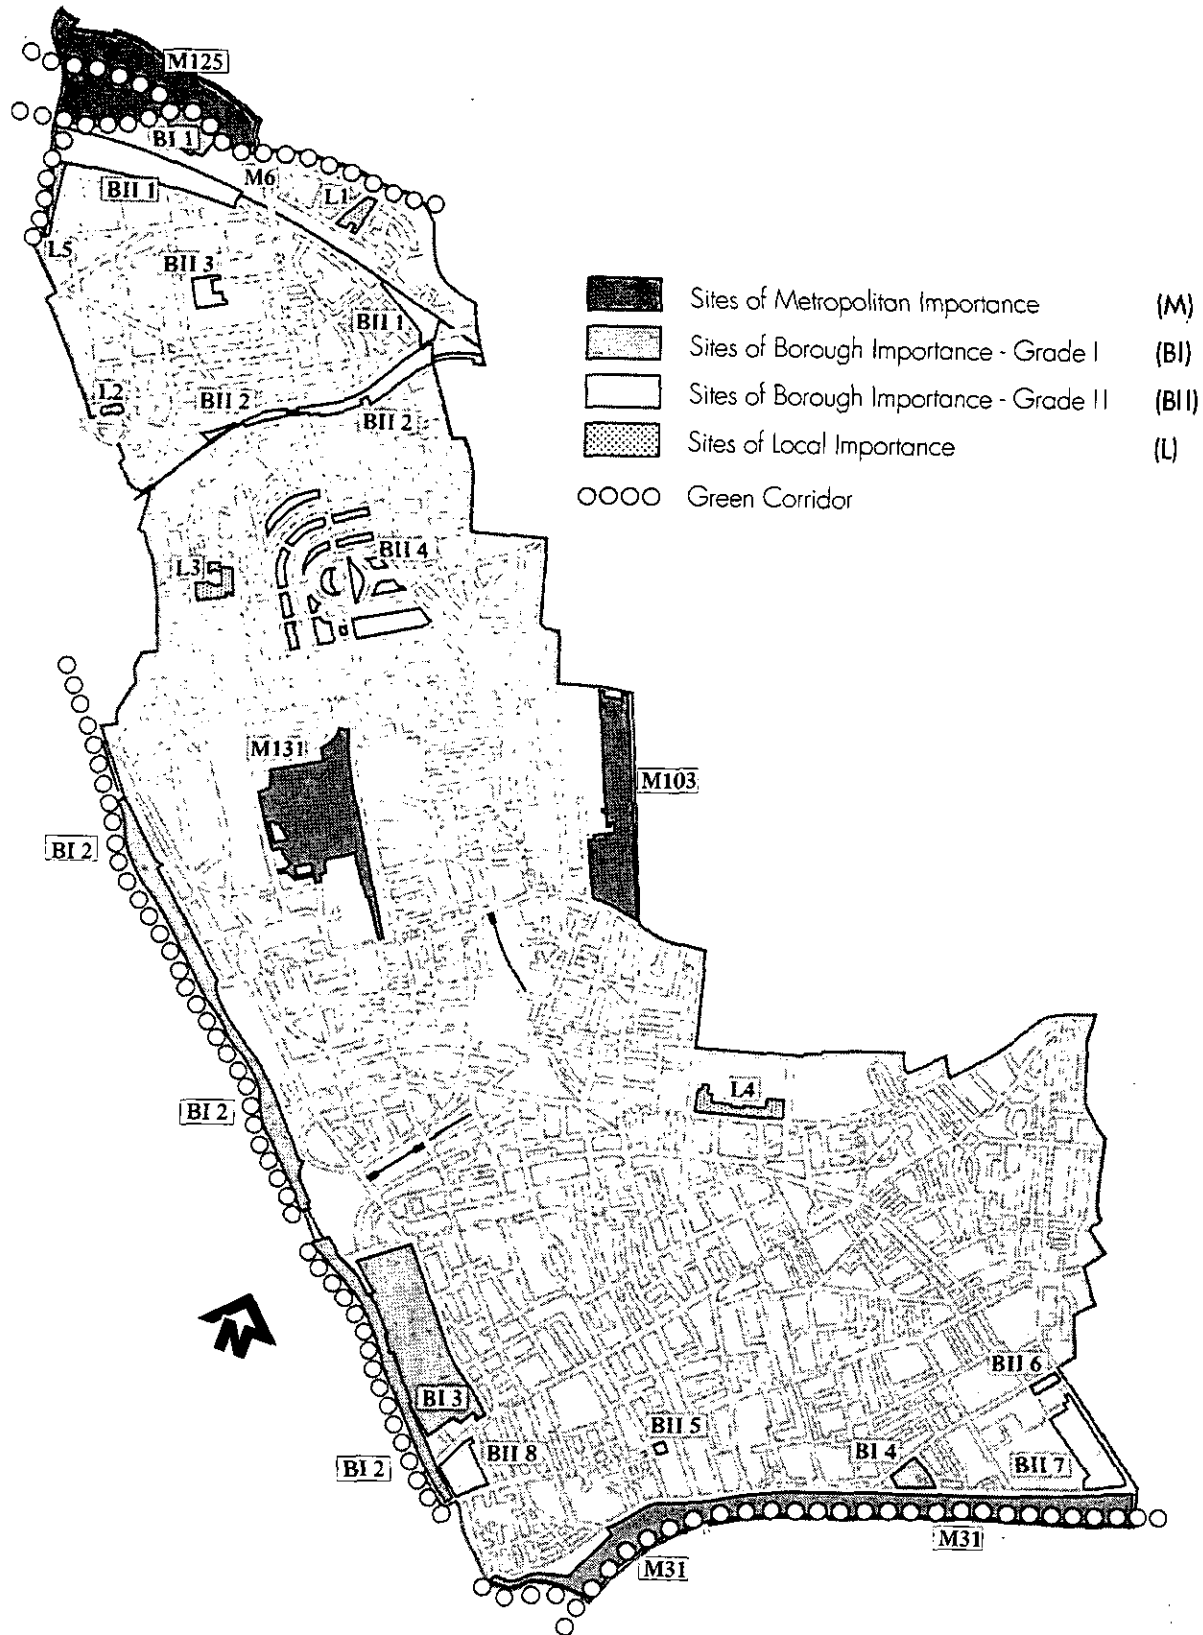 M125
BI 1
M6
BII 1
L1
L5
BII 3
BII 1
Sites of Metropolitan Importance (M)
Sites of Borough Importance - Grade I (BI)
Sites of Borough Importance - Grade II (BII)
Sites of Local Importance (L)
Green Corridor
L2
BII 2
BII 2
BII 4
L3
M131
M103
BI 2
L4
BI 2
N
BII 6
BI 3
BII 5
BII 8
BI 4
BII 7
BI 2
M31
M31